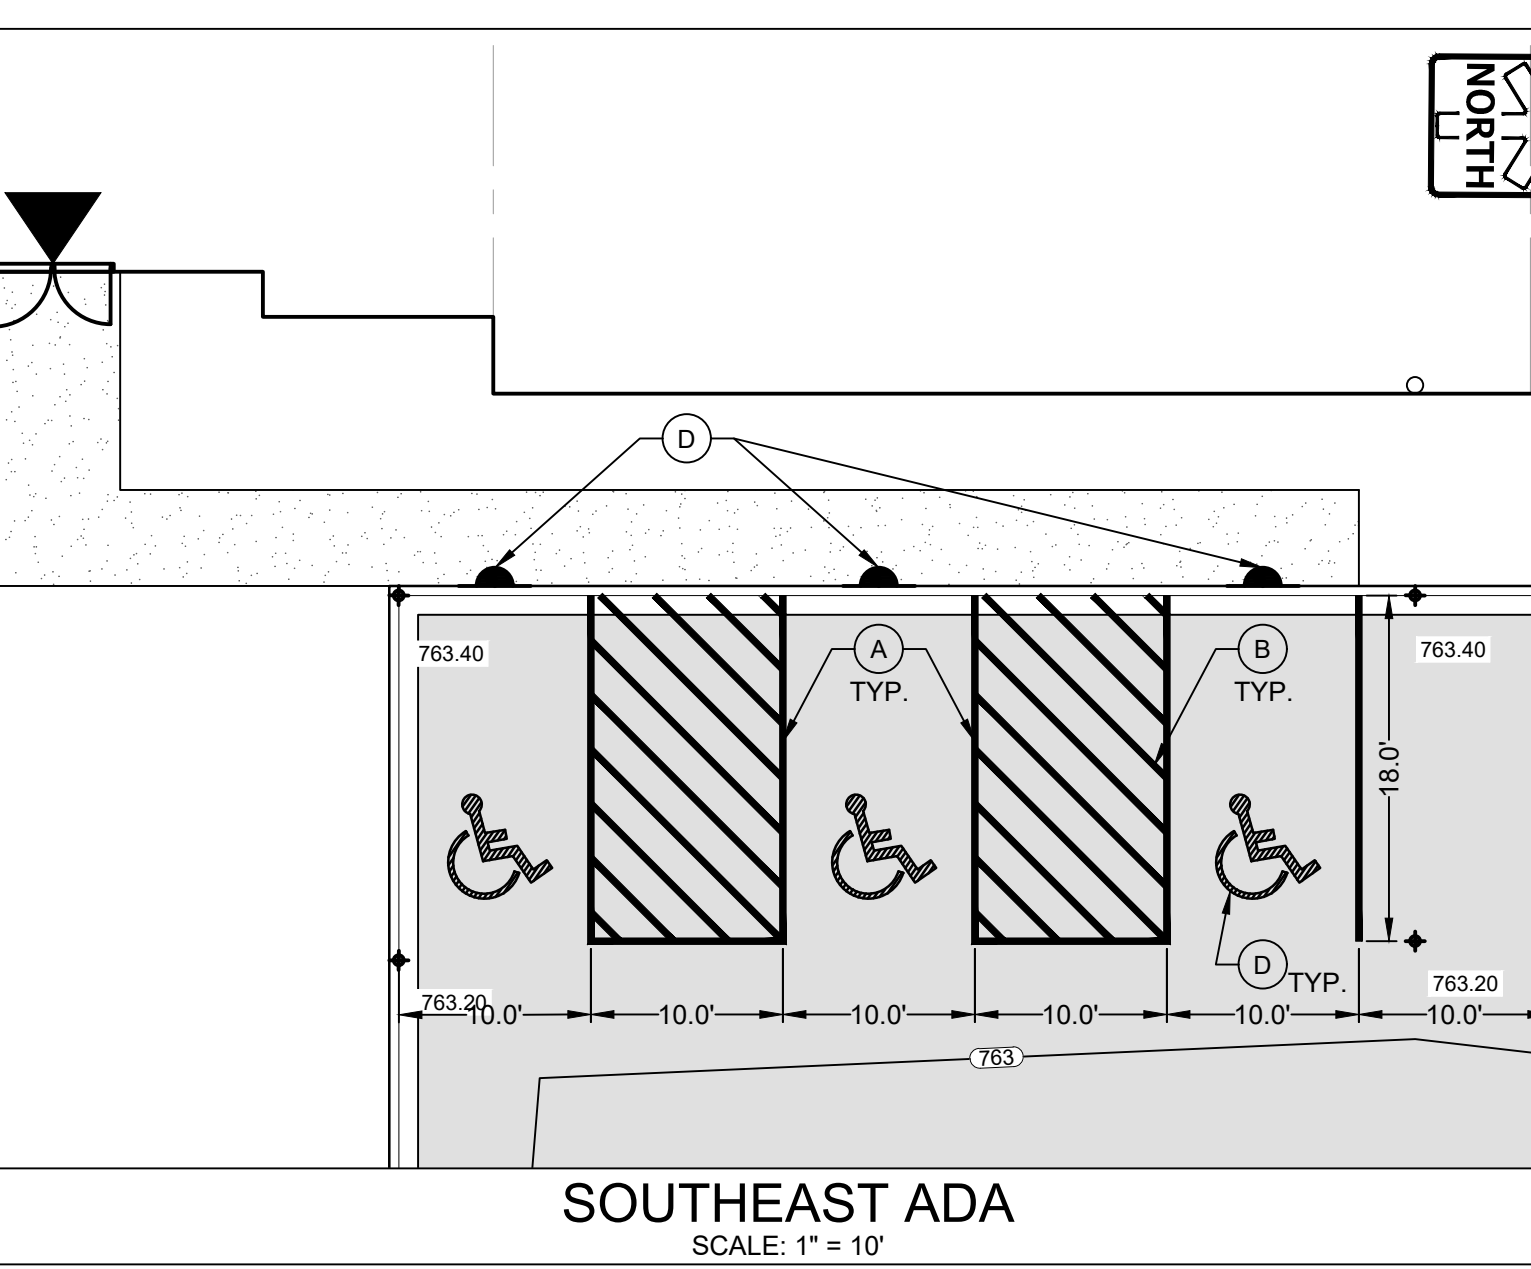 NORTH
D
A
TYP.
B
TYP.
763.40
763.40
18.0'
D
TYP.
763.20
763.20
10.0'
10.0'
10.0'
10.0'
10.0'
10.0'
763
SOUTHEAST ADA
SCALE: 1" = 10'